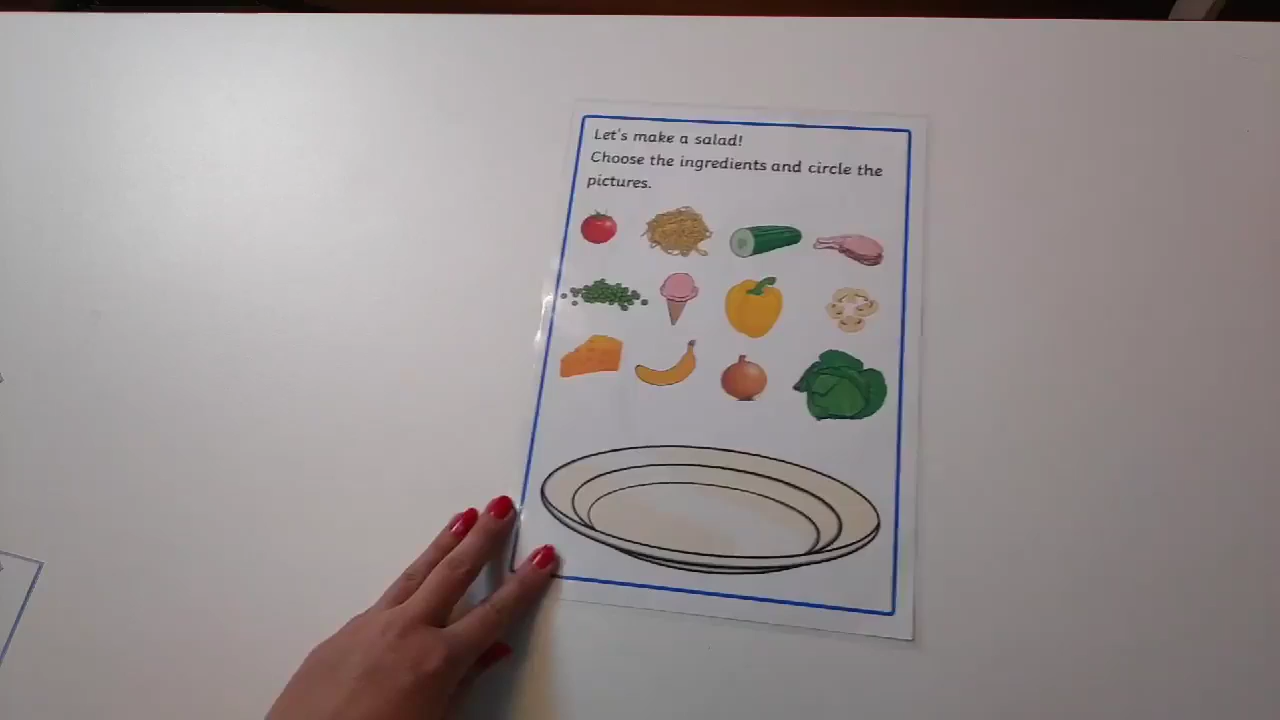 Let's make a salad!
Choose the ingredients and circle the
pictures.